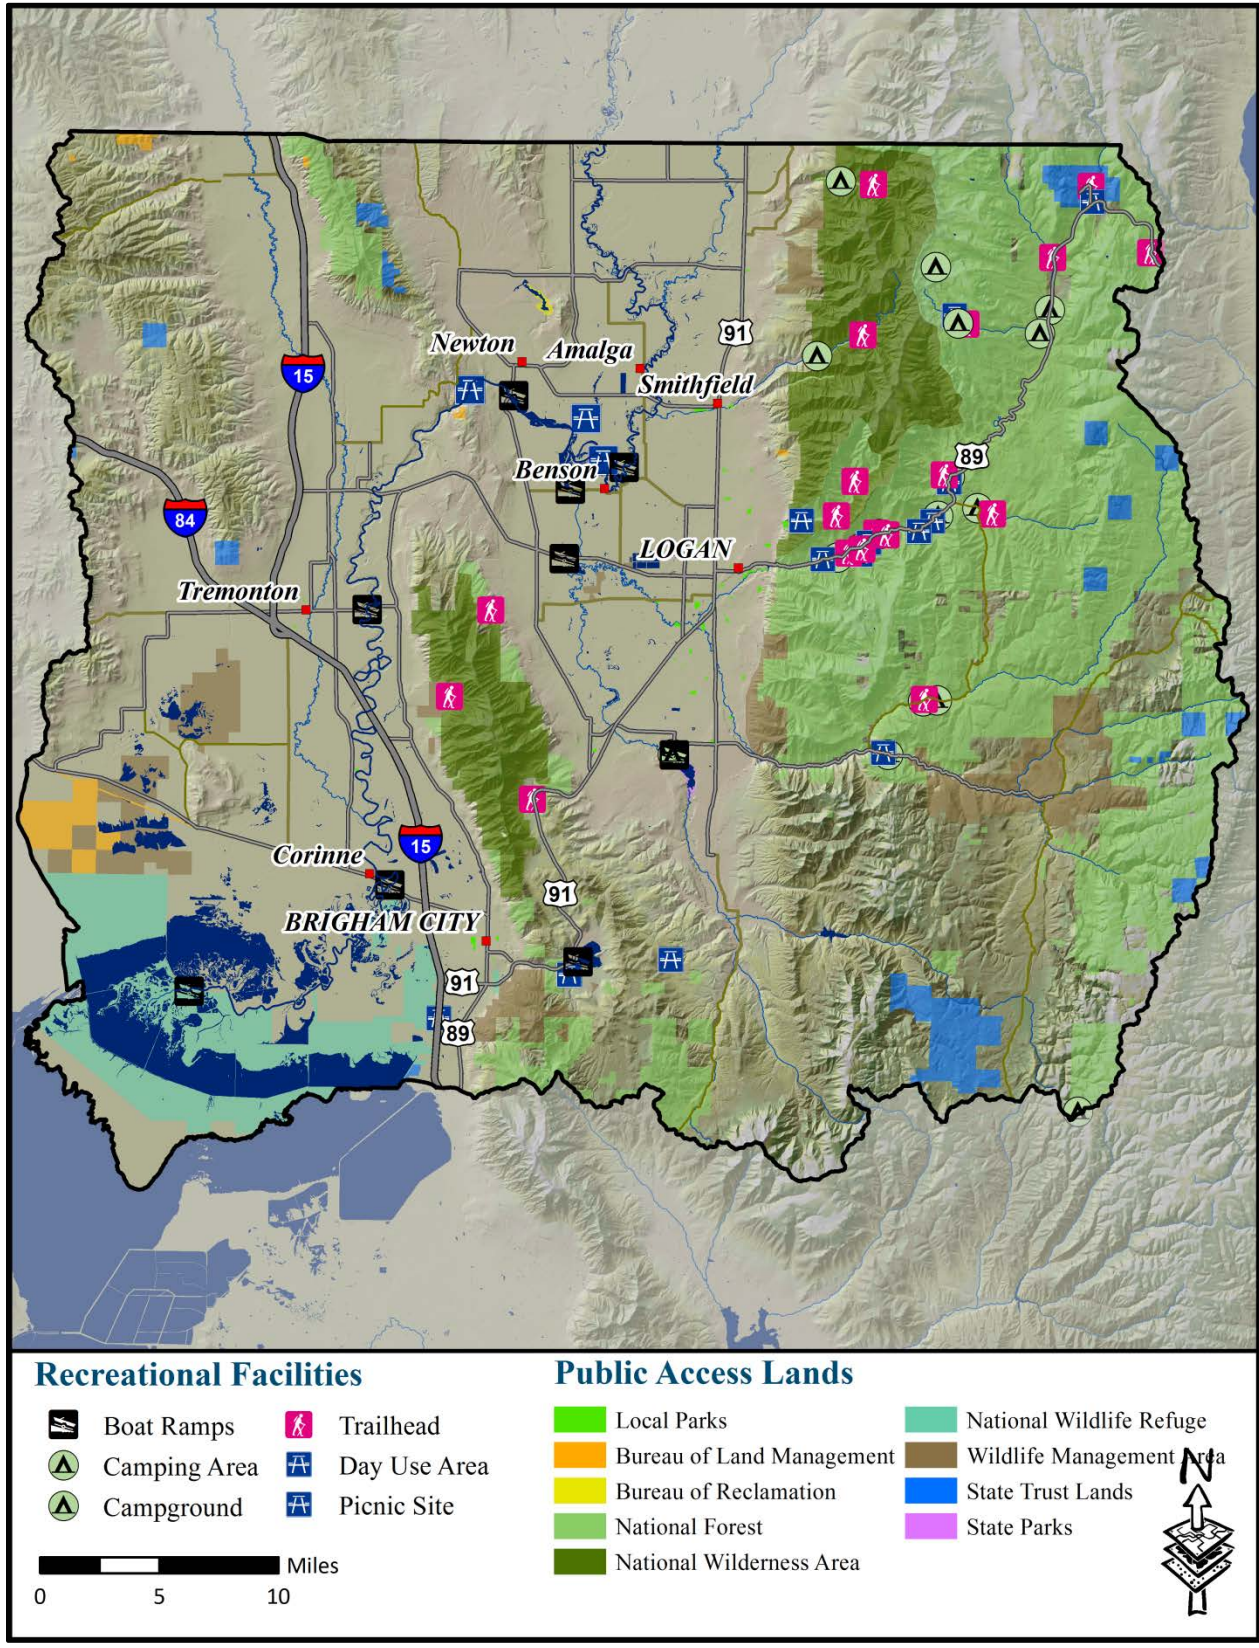 91
Newton
Amalga
15
Smithfield
89
Benson
84
LOGAN
Tremonton
15
Corinne
91
BRIGHAM CITY
91
89
Recreational Facilities
Boat Ramps
Trailhead
Camping Area
Day Use Area
Campground
Picnic Site
Miles
0 5 10
Public Access Lands
Local Parks
Bureau of Land Management
Bureau of Reclamation
National Forest
National Wilderness Area
National Wildlife Refuge
Wildlife Management Area
State Trust Lands
State Parks
N